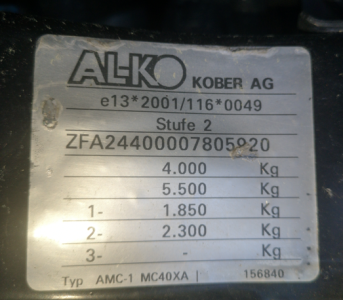 AL-KO KOBER AG
e13*2001/116*0049
Stufe 2
ZFA24400007805920
4.000 Kg
5.500 Kg
1- 1.850 Kg
2- 2.300 Kg
3- - Kg
Typ AMC-1 MC40XA | 156840